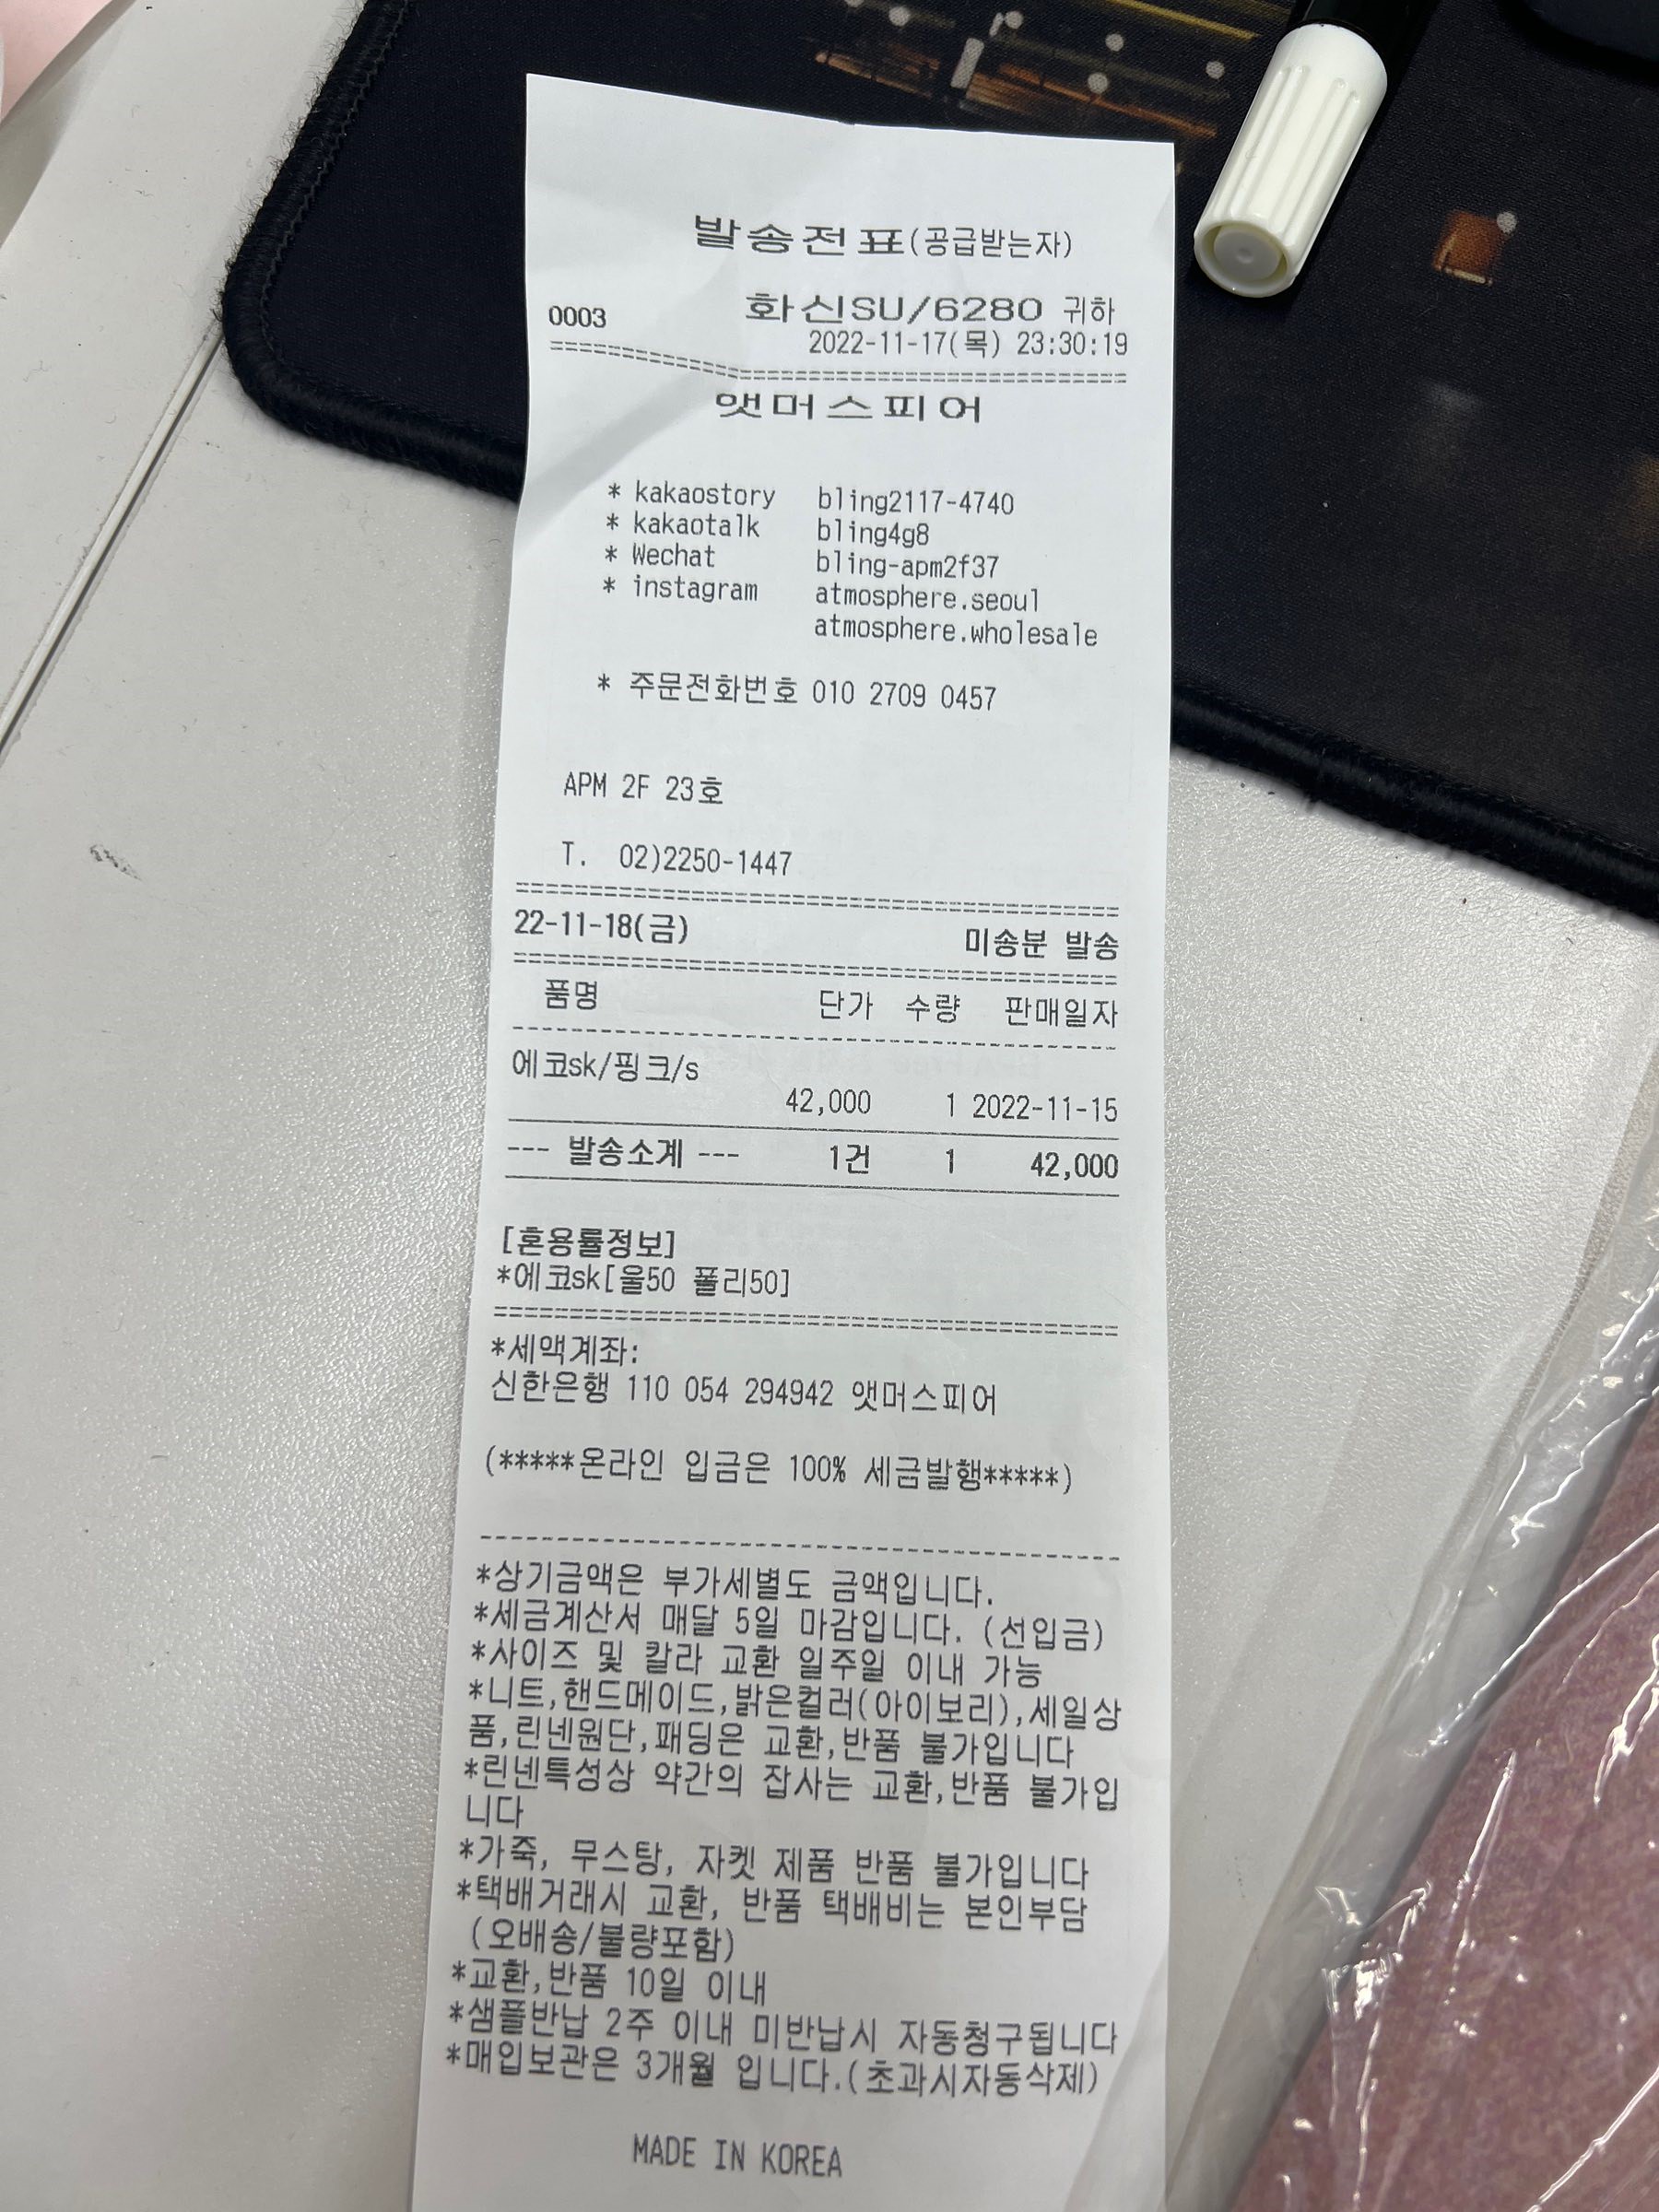 발송전표(공급받는자)
0003 화신SU/6280 귀하
2022-11-17(목) 23:30:19
앳머스피어
* kakaostory bling2117-4740
* kakaotalk bling4g8
* Wechat bling-apm2f37
* instagram atmosphere.seoul
atmosphere.wholesale
* 주문전화번호 010 2709 0457
APM 2F 23호
T. 02)2250-1447
22-11-18(금) 미송분 발송
품명 단가 수량 판매일자
에코sk/핑크/s
42,000 1 2022-11-15
--- 발송소계 --- 1건 1 42,000
[혼용률정보]
*에코sk[울50 폴리50]
*세액계좌:
신한은행 110 054 294942 앳머스피어
(*****온라인 입금은 100% 세금발행*****)
*상기금액은 부가세별도 금액입니다.
*세금계산서 매달 5일 마감입니다. (선입금)
*사이즈 및 칼라 교환 일주일 이내 가능
*니트,핸드메이드,밝은컬러(아이보리),세일상
품,린넨원단,패딩은 교환,반품 불가입니다
*린넨특성상 약간의 잡사는 교환,반품 불가입
니다
*가죽, 무스탕, 자켓 제품 반품 불가입니다
*택배거래시 교환, 반품 택배비는 본인부담
(오배송/불량포함)
*교환,반품 10일 이내
*샘플반납 2주 이내 미반납시 자동청구됩니다
*매입보관은 3개월 입니다.(초과시자동삭제)
MADE IN KOREA